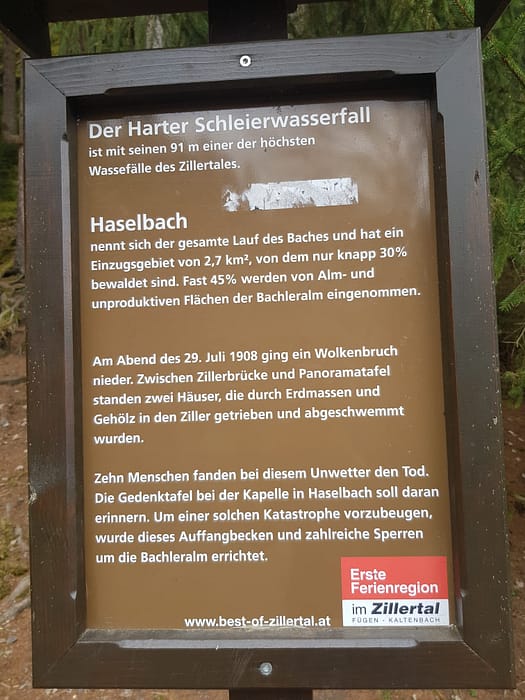 Der Harter Schleierwasserfall
ist mit seinen 91 m einer der höchsten
Wassefälle des Zillertales.
Haselbach
nennt sich der gesamte Lauf des Baches und hat ein
Einzugsgebiet von 2,7 km², von dem nur knapp 30%
bewaldet sind. Fast 45% werden von Alm- und
unproduktiven Flächen der Bachleralm eingenommen.
Am Abend des 29. Juli 1908 ging ein Wolkenbruch
nieder. Zwischen Zillerbrücke und Panoramatafel
standen zwei Häuser, die durch Erdmassen und
Gehölz in den Ziller getrieben und abgeschwemmt
wurden.
Zehn Menschen fanden bei diesem Unwetter den Tod.
Die Gedenktafel bei der Kapelle in Haselbach soll daran
erinnern. Um einer solchen Katastrophe vorzubeugen,
wurde dieses Auffangbecken und zahlreiche Sperren
um die Bachleralm errichtet.
Erste
Ferienregion
im Zillertal
FÜGEN - KALTENBACH
www.best-of-zillertal.at